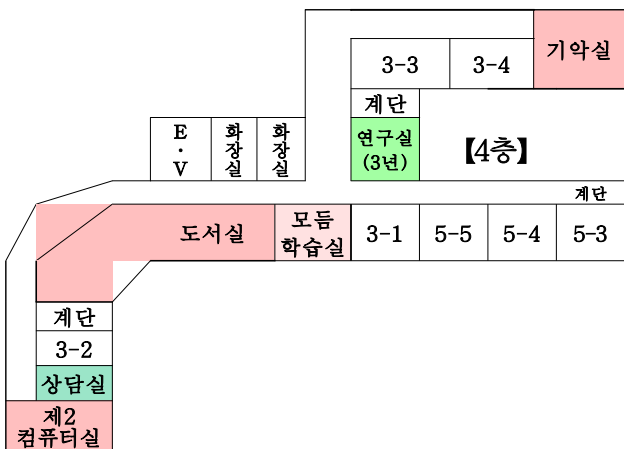 기악실
3-3
3-4
계단
E
·
V
화장실
화장실
연구실
(3년)
【4층】
계단
도서실
모듬
학습실
3-1
5-5
5-4
5-3
계단
3-2
상담실
제2
컴퓨터실